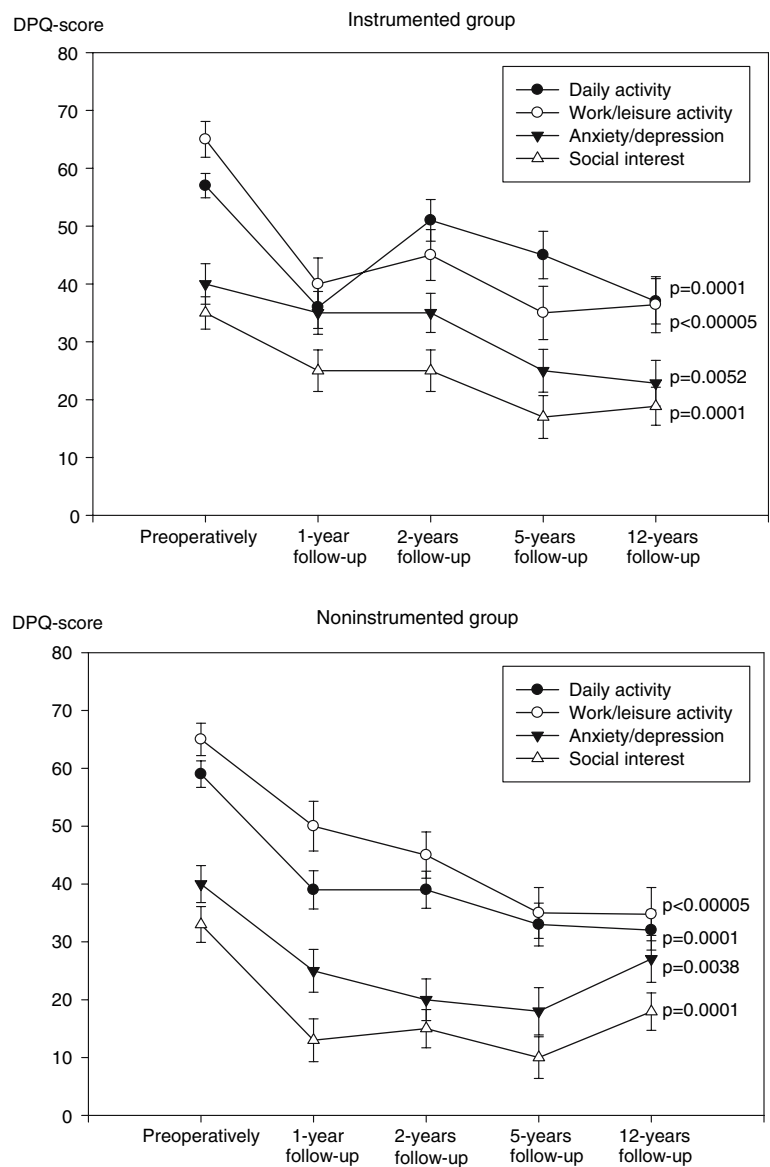 DPQ-score
Instrumented group
80
70
60
50
40
30
20
10
0
Daily activity
Work/leisure activity
Anxiety/depression
Social interest
p=0.0001
p<0.00005
p=0.0052
p=0.0001
Preoperatively
1-year
follow-up
2-years
follow-up
5-years
follow-up
12-years
follow-up
DPQ-score
Noninstrumented group
80
70
60
50
40
30
20
10
0
Daily activity
Work/leisure activity
Anxiety/depression
Social interest
p<0.00005
p=0.0001
p=0.0038
p=0.0001
Preoperatively
1-year
follow-up
2-years
follow-up
5-years
follow-up
12-years
follow-up